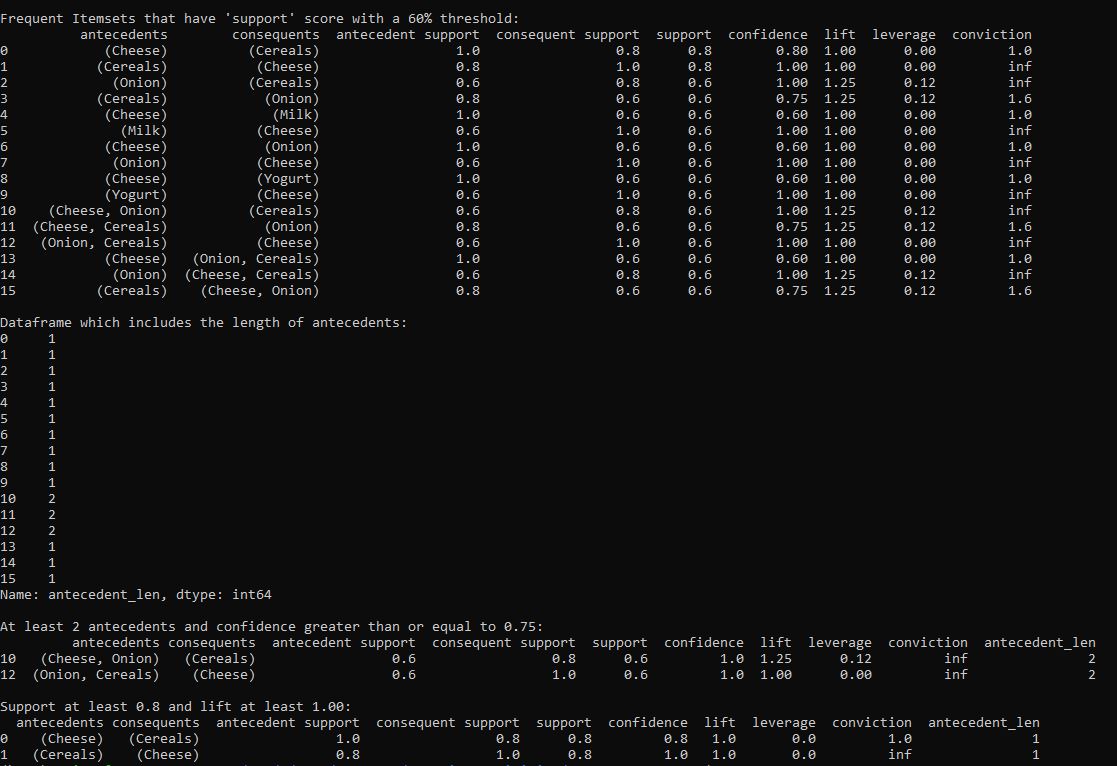 Frequent Itemsets that have 'support' score with a 60% threshold:
antecedents consequents antecedent support consequent support support confidence lift leverage conviction
0 (Cheese) (Cereals) 1.0 0.8 0.8 0.80 1.00 0.00 1.0
1 (Cereals) (Cheese) 0.8 1.0 0.8 1.00 1.00 0.00 inf
2 (Onion) (Cereals) 0.6 0.8 0.6 1.00 1.25 0.12 inf
3 (Cereals) (Onion) 0.8 0.6 0.6 0.75 1.25 0.12 1.6
4 (Cheese) (Milk) 1.0 0.6 0.6 0.60 1.00 0.00 1.0
5 (Milk) (Cheese) 0.6 1.0 0.6 1.00 1.00 0.00 inf
6 (Cheese) (Onion) 1.0 0.6 0.6 0.60 1.00 0.00 1.0
7 (Onion) (Cheese) 0.6 1.0 0.6 1.00 1.00 0.00 inf
8 (Cheese) (Yogurt) 1.0 0.6 0.6 0.60 1.00 0.00 1.0
9 (Yogurt) (Cheese) 0.6 1.0 0.6 1.00 1.00 0.00 inf
10 (Cheese, Onion) (Cereals) 0.6 0.8 0.6 1.00 1.25 0.12 inf
11 (Cheese, Cereals) (Onion) 0.8 0.6 0.6 0.75 1.25 0.12 1.6
12 (Onion, Cereals) (Cheese) 0.6 1.0 0.6 1.00 1.00 0.00 inf
13 (Cheese) (Onion, Cereals) 1.0 0.6 0.6 0.60 1.00 0.00 1.0
14 (Onion) (Cheese, Cereals) 0.6 0.8 0.6 1.00 1.25 0.12 inf
15 (Cereals) (Cheese, Onion) 0.8 0.6 0.6 0.75 1.25 0.12 1.6
Dataframe which includes the length of antecedents:
0 1
1 1
2 1
3 1
4 1
5 1
6 1
7 1
8 1
9 1
10 2
11 2
12 2
13 1
14 1
15 1
Name: antecedent_len, dtype: int64
At least 2 antecedents and confidence greater than or equal to 0.75:
antecedents consequents antecedent support consequent support support confidence lift leverage conviction antecedent_len
10 (Cheese, Onion) (Cereals) 0.6 0.8 0.6 1.0 1.25 0.12 inf 2
12 (Onion, Cereals) (Cheese) 0.6 1.0 0.6 1.0 1.00 0.00 inf 2
Support at least 0.8 and lift at least 1.00:
antecedents consequents antecedent support consequent support support confidence lift leverage conviction antecedent_len
0 (Cheese) (Cereals) 1.0 0.8 0.8 0.8 1.0 0.0 1.0 1
1 (Cereals) (Cheese) 0.8 1.0 0.8 1.0 1.0 0.0 inf 1